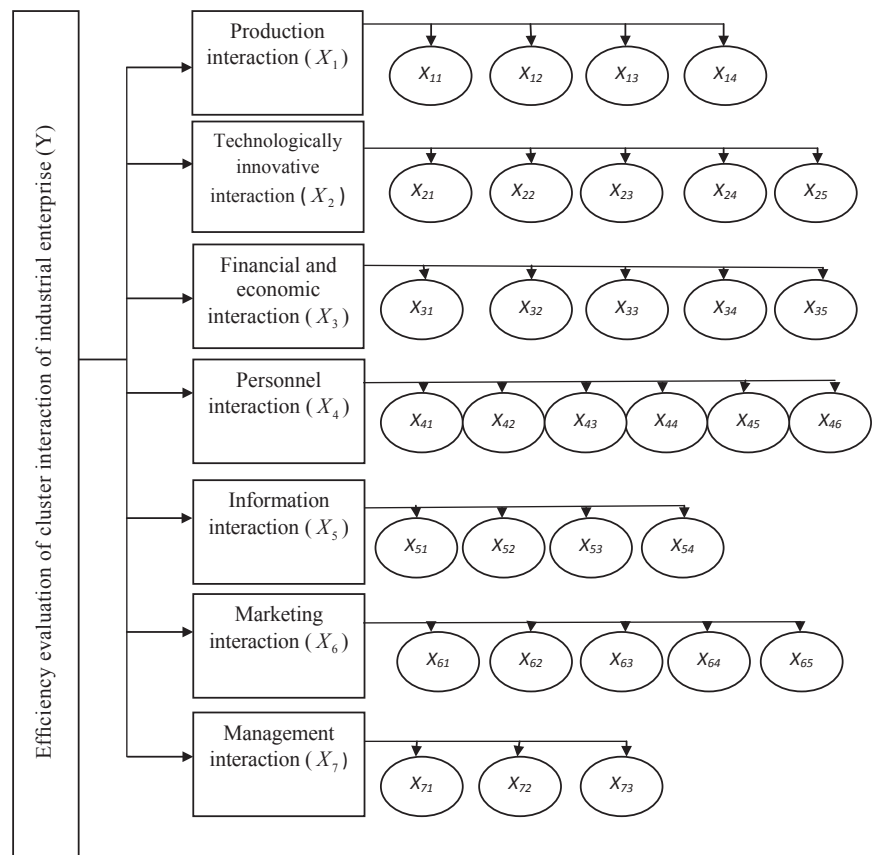 Efficiency evaluation of cluster interaction of industrial enterprise (Y)
Production
interaction ( X₁ )
X₁₁ X₁₂ X₁₃ X₁₄
Technologically
innovative
interaction ( X₂ )
X₂₁ X₂₂ X₂₃ X₂₄ X₂₅
Financial and
economic
interaction ( X₃ )
X₃₁ X₃₂ X₃₃ X₃₄ X₃₅
Personnel
interaction ( X₄ )
X₄₁ X₄₂ X₄₃ X₄₄ X₄₅ X₄₆
Information
interaction ( X₅ )
X₅₁ X₅₂ X₅₃ X₅₄
Marketing
interaction ( X₆ )
X₆₁ X₆₂ X₆₃ X₆₄ X₆₅
Management
interaction ( X₇ )
X₇₁ X₇₂ X₇₃